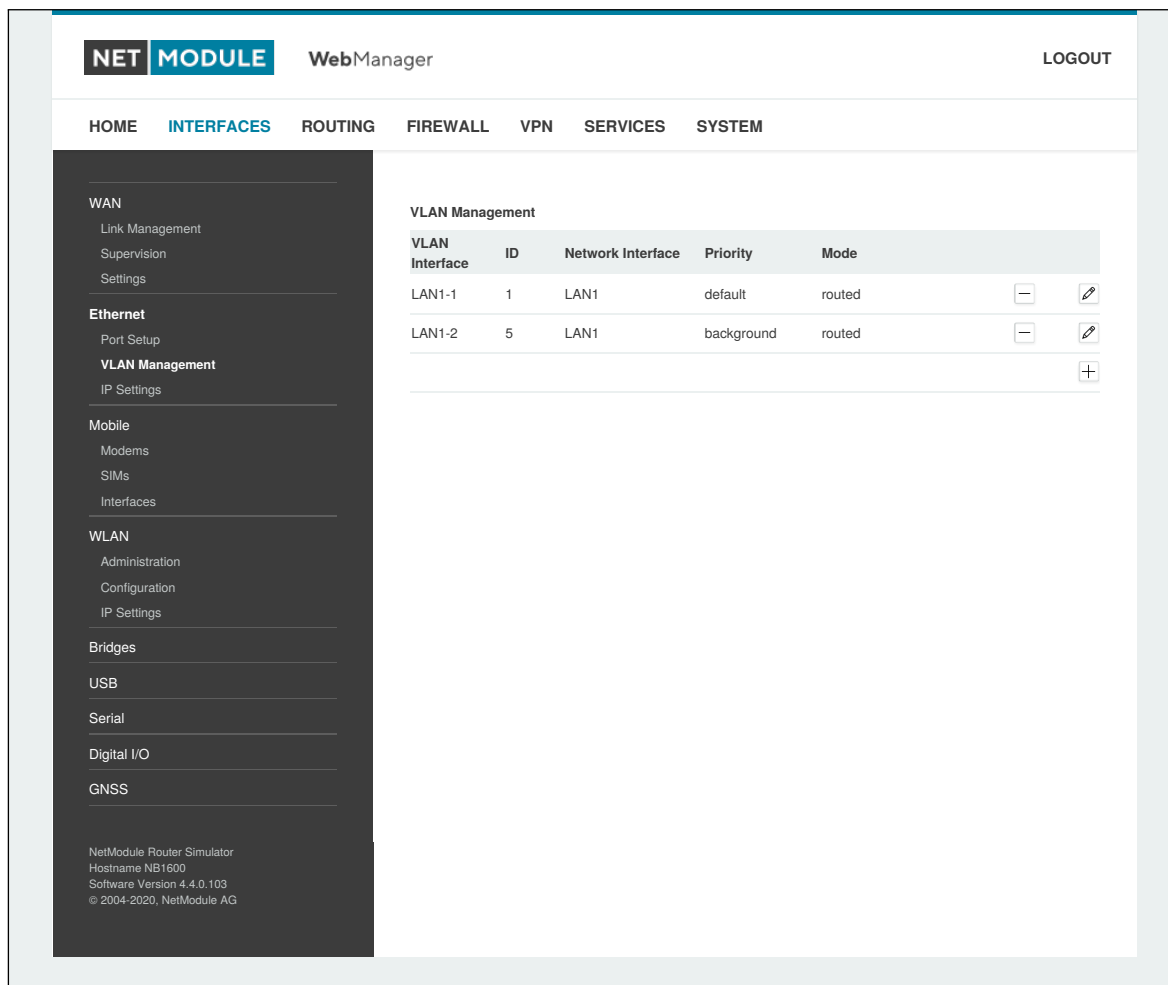 NET MODULE WebManager LOGOUT
HOME INTERFACES ROUTING FIREWALL VPN SERVICES SYSTEM
WAN
Link Management
Supervision
Settings
Ethernet
Port Setup
VLAN Management
IP Settings
Mobile
Modems
SIMs
Interfaces
WLAN
Administration
Configuration
IP Settings
Bridges
USB
Serial
Digital I/O
GNSS
NetModule Router Simulator
Hostname NB1600
Software Version 4.4.0.103
© 2004-2020, NetModule AG
VLAN Management
VLAN Interface ID Network Interface Priority Mode
LAN1-1 1 LAN1 default routed
LAN1-2 5 LAN1 background routed